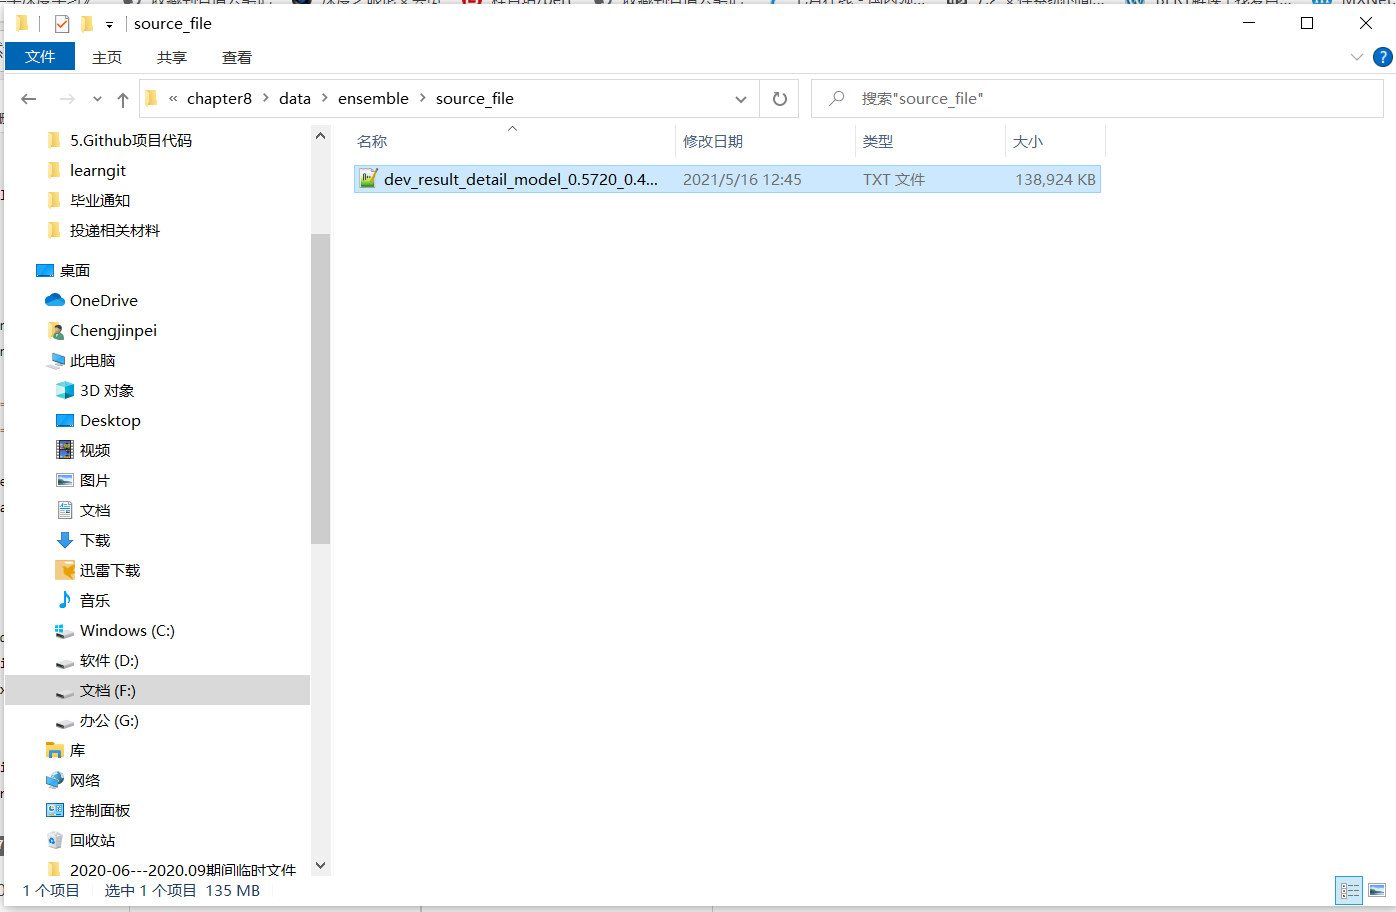 source_file
文件 主页 共享 查看
« chapter8 > data > ensemble > source_file
搜索"source_file"
名称 修改日期 类型 大小
dev_result_detail_model_0.5720_0.4... 2021/5/16 12:45 TXT 文件 138,924 KB
5.Github项目代码
learngit
毕业通知
投递相关材料
桌面
OneDrive
Chengjinpei
此电脑
3D 对象
Desktop
视频
图片
文档
下载
迅雷下载
音乐
Windows (C:)
软件 (D:)
文档 (F:)
办公 (G:)
库
网络
控制面板
回收站
2020-06---2020.09期间临时文件
1 个项目 选中 1 个项目 135 MB